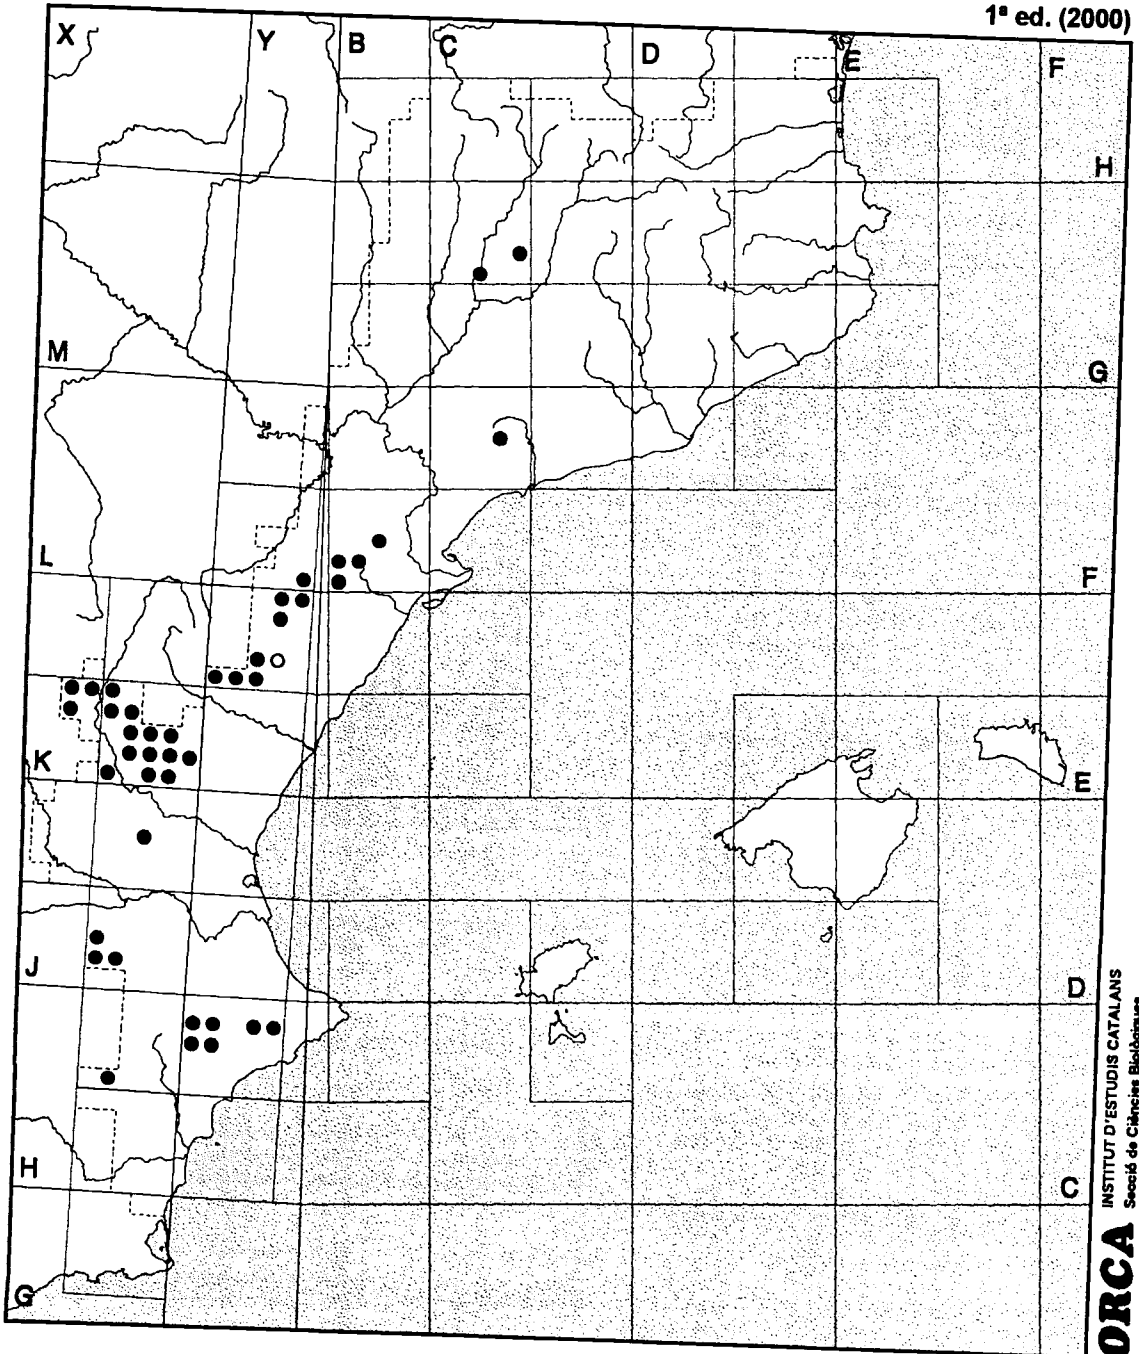 1ª ed. (2000)
X Y B C D E F
H
M
G
L
F
K
E
J
D
H
C
G
ORCA
INSTITUT D'ESTUDIS CATALANS
Secció de Ciències Biològiques